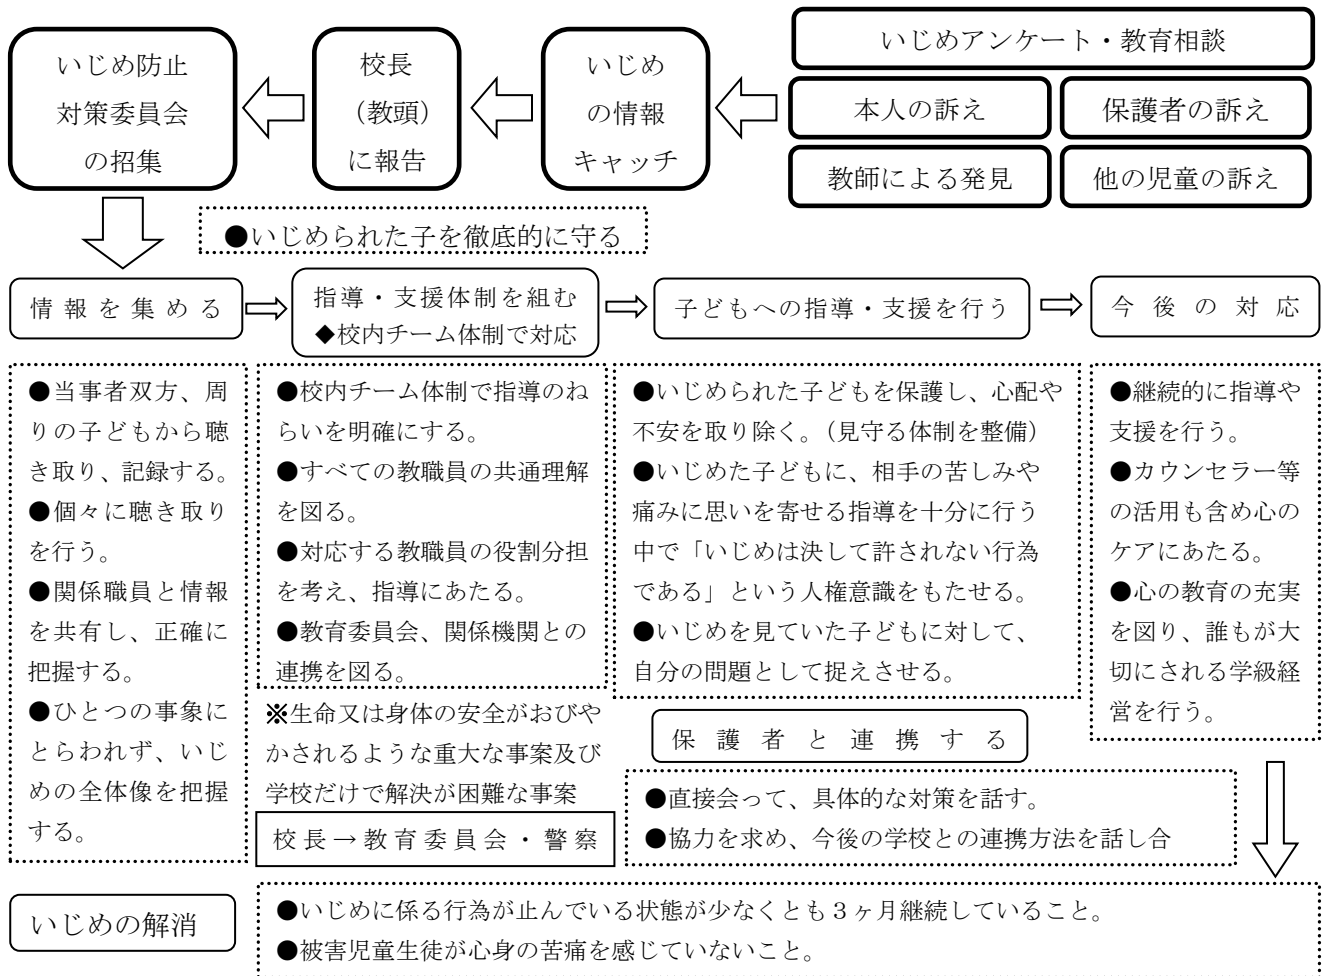 いじめ防止
対策委員会
の招集
校長
（教頭）
に報告
いじめ
の情報
キャッチ
いじめアンケート・教育相談
本人の訴え
保護者の訴え
教師による発見
他の児童の訴え
●いじめられた子を徹底的に守る
情報を集める
指導・支援体制を組む
◆校内チーム体制で対応
子どもへの指導・支援を行う
今後の対応
●当事者双方、周
りの子どもから聴
き取り、記録する。
●個々に聴き取り
を行う。
●関係職員と情報
を共有し、正確に
把握する。
●ひとつの事象に
とらわれず、いじ
めの全体像を把握
する。
●校内チーム体制で指導のね
らいを明確にする。
●すべての教職員の共通理解
を図る。
●対応する教職員の役割分担
を考え、指導にあたる。
●教育委員会、関係機関との
連携を図る。
※生命又は身体の安全がおびや
かされるような重大な事案及び
学校だけで解決が困難な事案
校長→教育委員会・警察
●いじめられた子どもを保護し、心配や
不安を取り除く。（見守る体制を整備）
●いじめた子どもに、相手の苦しみや
痛みに思いを寄せる指導を十分に行う
中で「いじめは決して許されない行為
である」という人権意識をもたせる。
●いじめを見ていた子どもに対して、
自分の問題として捉えさせる。
保護者と連携する
●直接会って、具体的な対策を話す。
●協力を求め、今後の学校との連携方法を話し合
●継続的に指導や
支援を行う。
●カウンセラー等
の活用も含め心の
ケアにあたる。
●心の教育の充実
を図り、誰もが大
切にされる学級経
営を行う。
いじめの解消
●いじめに係る行為が止んでいる状態が少なくとも３ヶ月継続していること。
●被害児童生徒が心身の苦痛を感じていないこと。